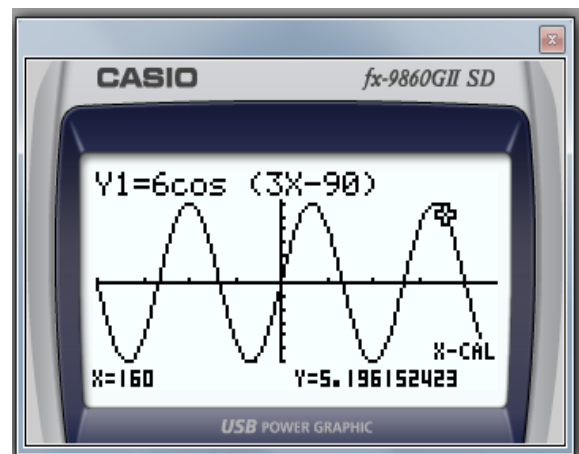 x
CASIO fx-9860GII SD
Y1=6cos (3X-90)
X-CAL
X=160 Y=5.196152423
USB POWER GRAPHIC